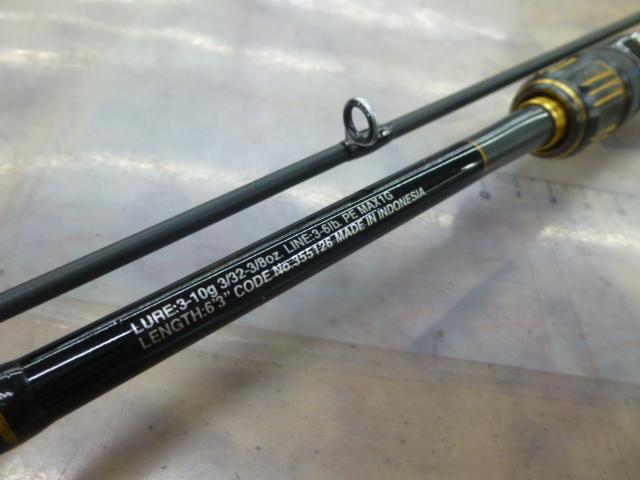 LURE:3-10g 3/32-3/8oz. LINE:3-6lb. PE MAX1G
LENGTH:6'3" CODE No.355126 MADE IN INDONESIA